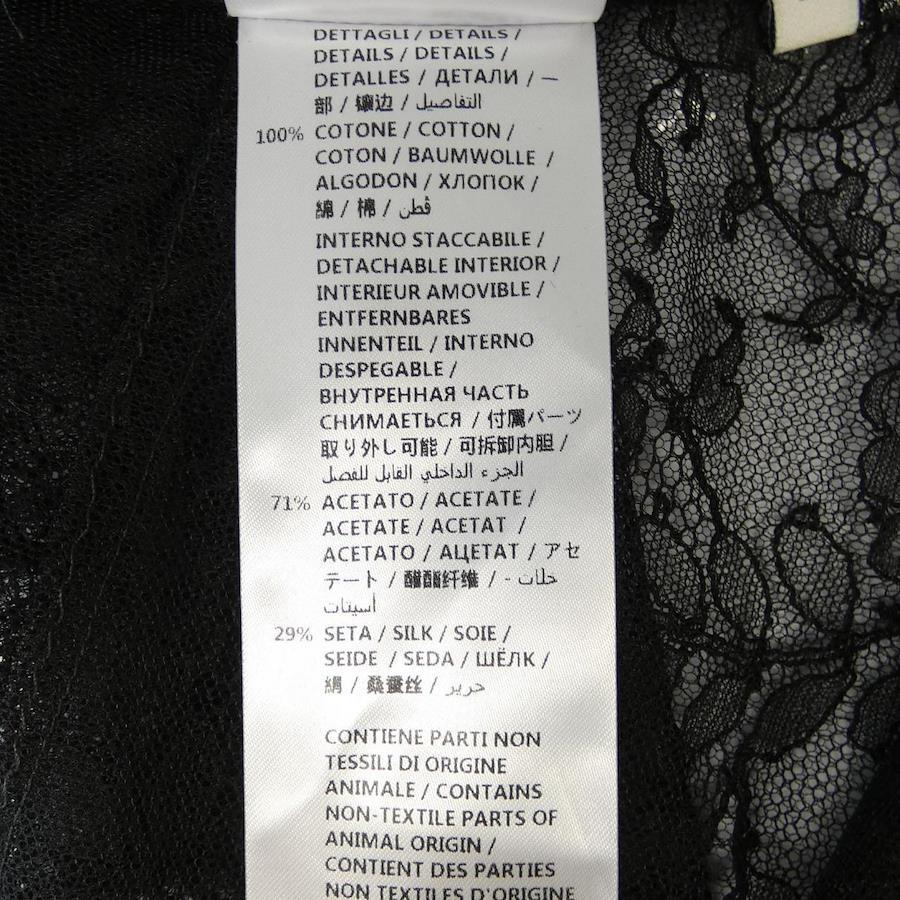 DETTAGLI / DETAILS /
DETAILS / DETAILS /
DETALLES / ДЕТАЛИ / 一
部 / 镶边 / التفاصيل
100% COTONE / COTTON /
COTON / BAUMWOLLE /
ALGODON / ХЛОПОК /
綿 / 棉 / قطن
INTERNO STACCABILE /
DETACHABLE INTERIOR /
INTERIEUR AMOVIBLE /
ENTFERNBARES
INNENTEIL / INTERNO
DESPEGABLE /
ВНУТРЕННАЯ ЧАСТЬ
СНИМАЕТЬСЯ / 付属パーツ
取り外し可能 / 可拆卸内胆 /
الجزء الداخلي القابل للفصل
71% ACETATO / ACETATE /
ACETATE / ACETAT /
ACETATO / АЦЕТАТ / アセ
テート / 醋酯纤维 / - خلات
أسيتات
29% SETA / SILK / SOIE /
SEIDE / SEDA / ШЁЛК /
絹 / 桑蚕丝 / حرير
CONTIENE PARTI NON
TESSILI DI ORIGINE
ANIMALE / CONTAINS
NON-TEXTILE PARTS OF
ANIMAL ORIGIN /
CONTIENT DES PARTIES
NON TEXTILES D'ORIGINE